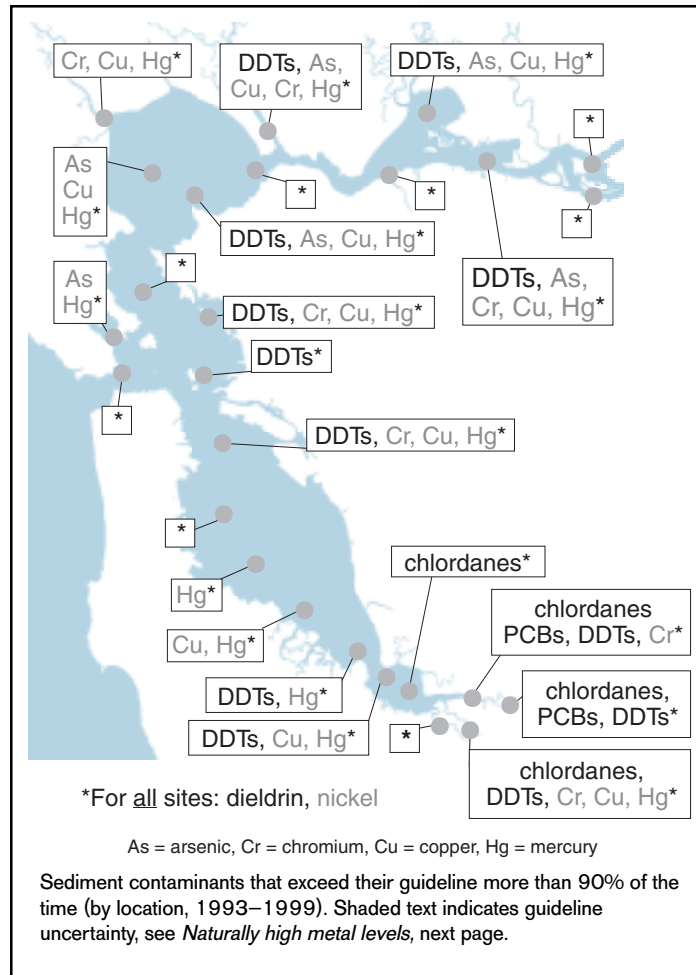 Cr, Cu, Hg*
DDTs, As,
Cu, Cr, Hg*
DDTs, As, Cu, Hg*
*
As
Cu
Hg*
*
*
*
DDTs, As, Cu, Hg*
*
DDTs, As,
Cr, Cu, Hg*
As
Hg*
DDTs, Cr, Cu, Hg*
DDTs*
*
DDTs, Cr, Cu, Hg*
*
chlordanes*
Hg*
chlordanes
PCBs, DDTs, Cr*
Cu, Hg*
DDTs, Hg*
chlordanes,
PCBs, DDTs*
DDTs, Cu, Hg*
*
chlordanes,
DDTs, Cr, Cu, Hg*
*For all sites: dieldrin, nickel
As = arsenic, Cr = chromium, Cu = copper, Hg = mercury
Sediment contaminants that exceed their guideline more than 90% of the
time (by location, 1993–1999). Shaded text indicates guideline
uncertainty, see Naturally high metal levels, next page.